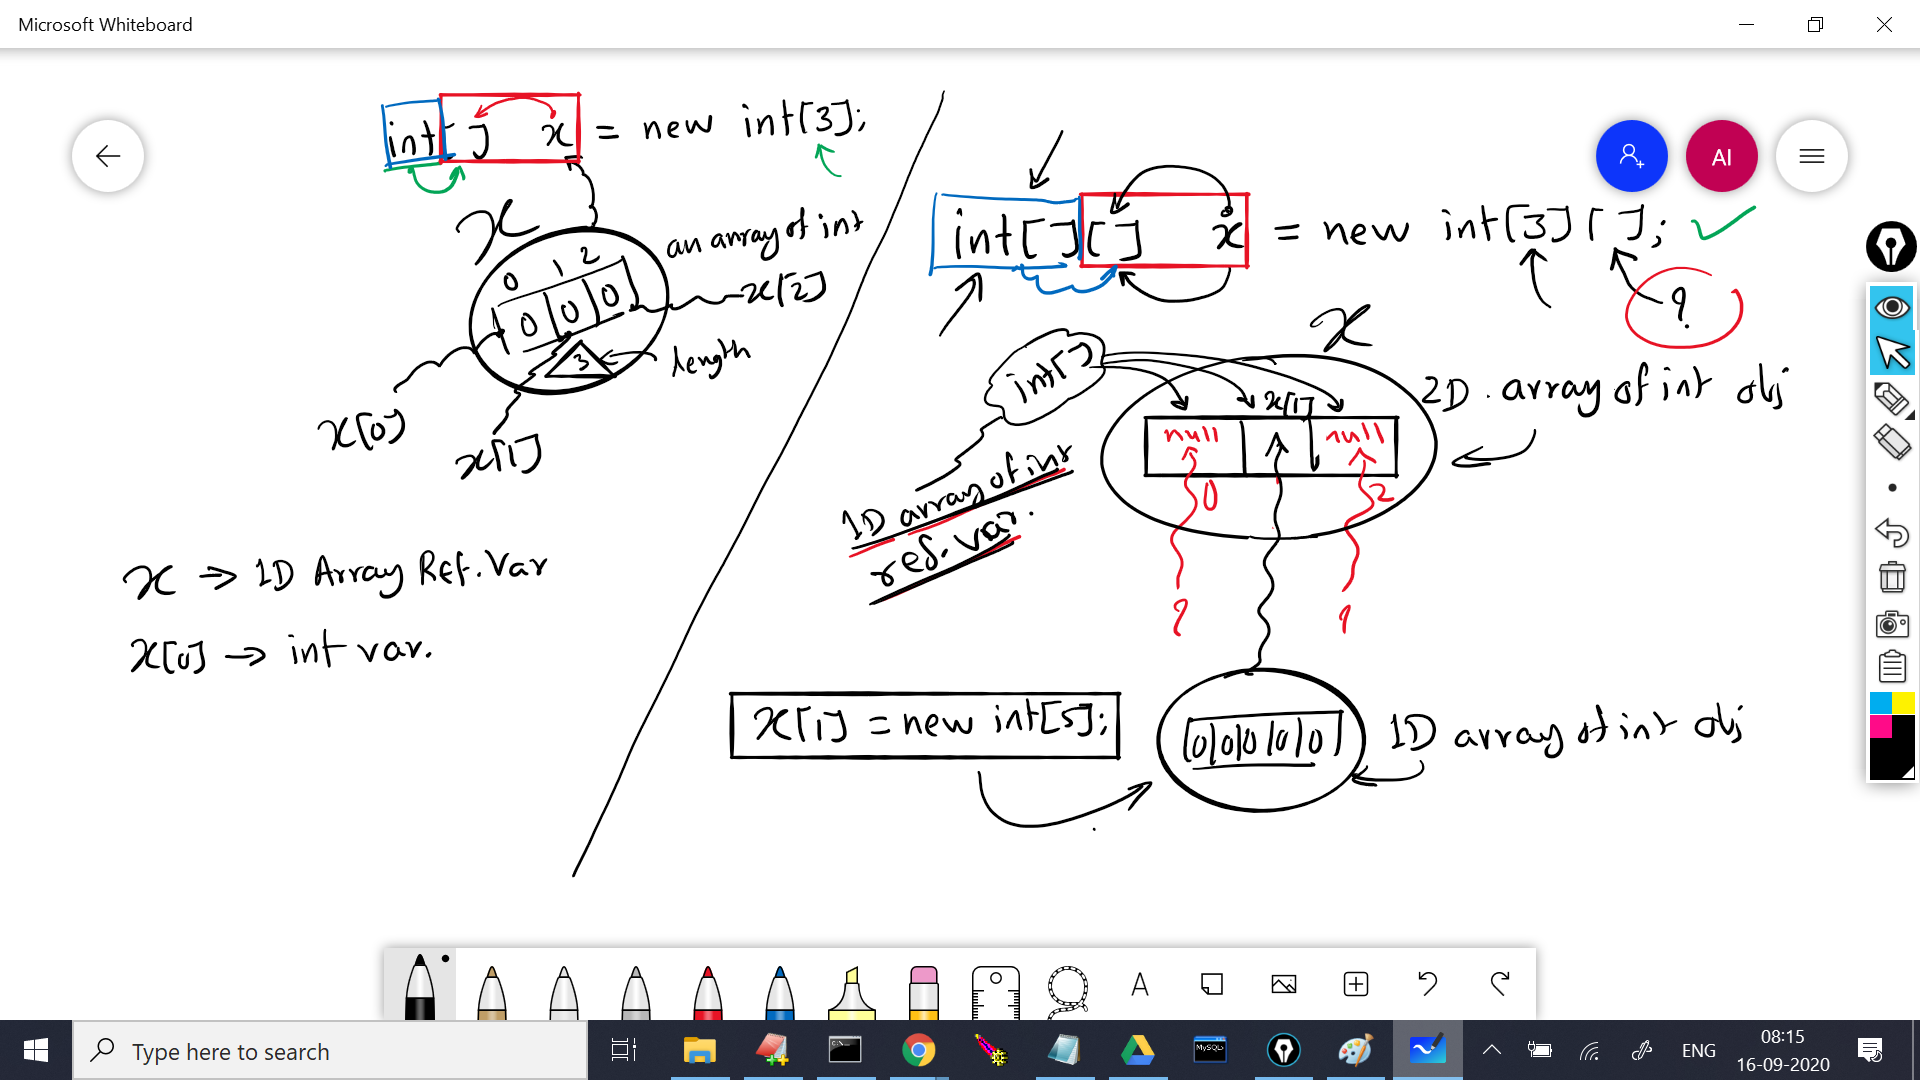 Microsoft Whiteboard
int[] x = new int[3];
x
0 1 2
0 0 0
3
an array of int
x[2]
length
x[0]
x[1]
x → 1D Array Ref. Var
x[0] → int var.
int[][] x = new int[3][];
?
x
int[]
2D array of int obj
x[1]
null null
0 1 2
1D array of int
ref. var.
? ?
x[1] = new int[5];
0 0 0 0 0
1D array of int obj
AI
A
Type here to search
C:\
MySQL
ENG
08:15
16-09-2020